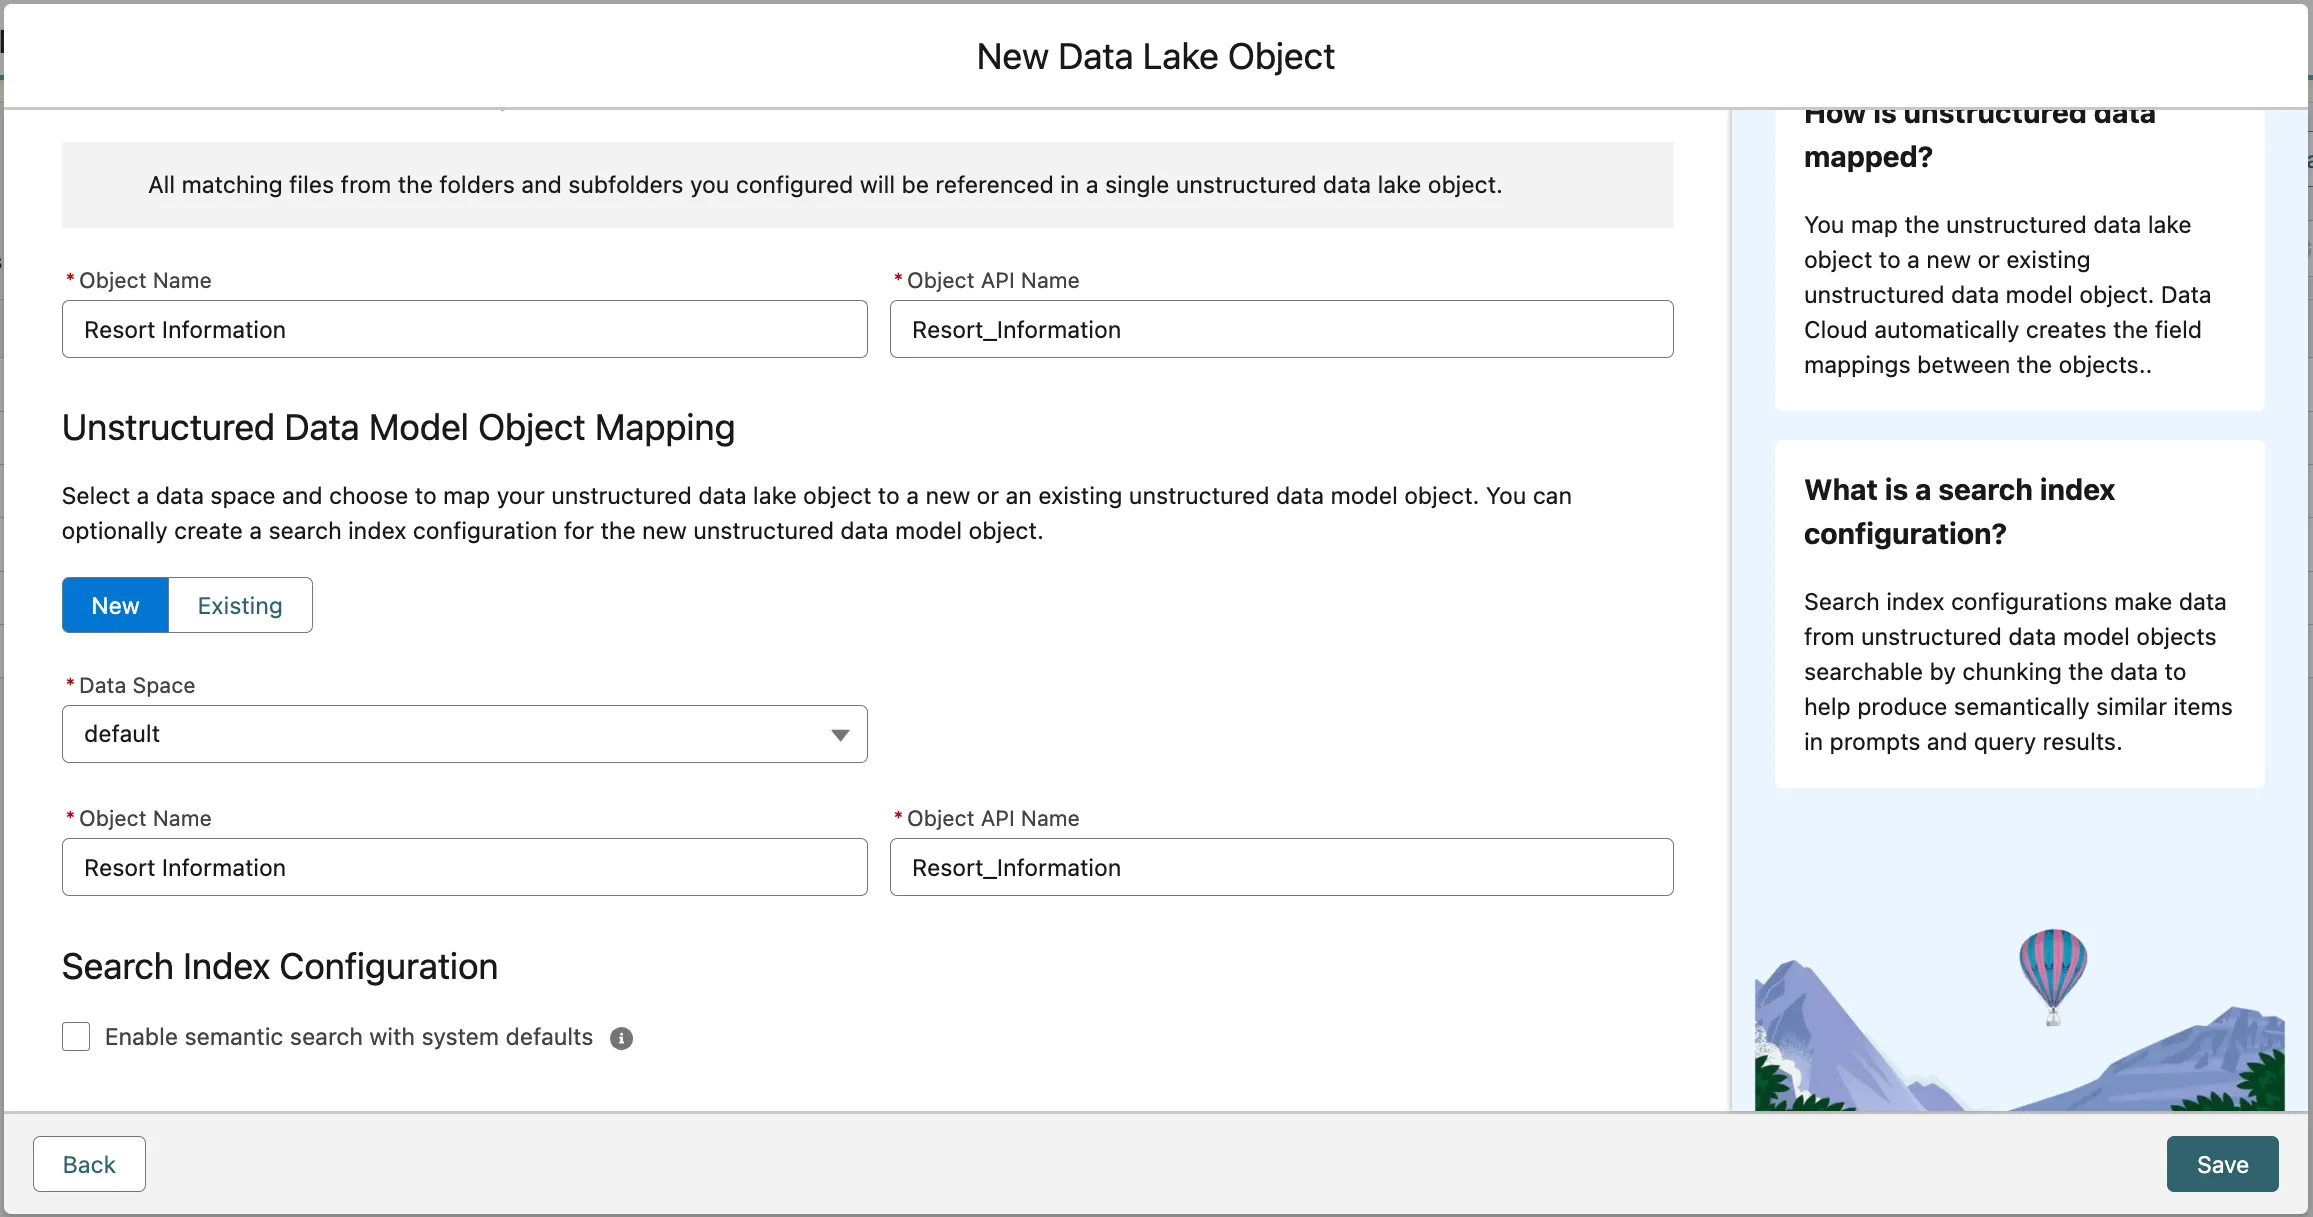 New Data Lake Object
All matching files from the folders and subfolders you configured will be referenced in a single unstructured data lake object.
* Object Name
Resort Information
* Object API Name
Resort_Information
Unstructured Data Model Object Mapping
Select a data space and choose to map your unstructured data lake object to a new or an existing unstructured data model object. You can
optionally create a search index configuration for the new unstructured data model object.
New
Existing
* Data Space
default
* Object Name
Resort Information
* Object API Name
Resort_Information
Search Index Configuration
Enable semantic search with system defaults
How is unstructured data
mapped?
You map the unstructured data lake
object to a new or existing
unstructured data model object. Data
Cloud automatically creates the field
mappings between the objects..
What is a search index
configuration?
Search index configurations make data
from unstructured data model objects
searchable by chunking the data to
help produce semantically similar items
in prompts and query results.
Back
Save